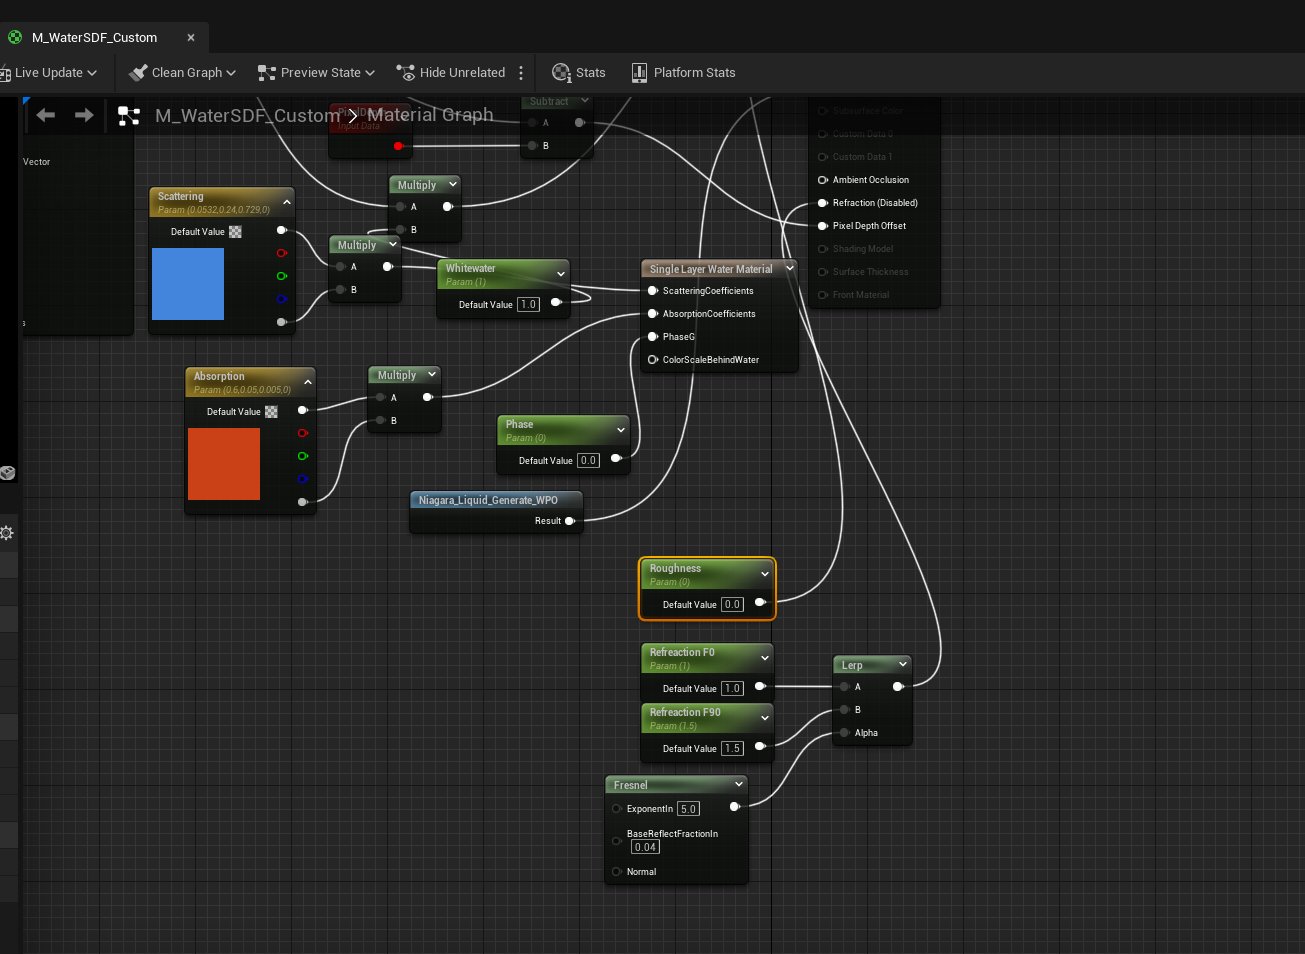 M_WaterSDF_Custom
Live Update
Clean Graph
Preview State
Hide Unrelated
Stats
Platform Stats
M_WaterSDF_Custom > Material Graph
PixelDepth
Input Data
Subtract
A
B
Vector
Subsurface Color
Custom Data 0
Custom Data 1
Ambient Occlusion
Refraction (Disabled)
Pixel Depth Offset
Shading Model
Surface Thickness
Front Material
Multiply
A
B
Scattering
Param (0.0532,0.24,0.729,0)
Default Value
Multiply
A
B
Whitewater
Param (1)
Default Value 1.0
Single Layer Water Material
ScatteringCoefficients
AbsorptionCoefficients
PhaseG
ColorScaleBehindWater
s
Absorption
Param (0.6,0.05,0.005,0)
Default Value
Multiply
A
B
Phase
Param (0)
Default Value 0.0
Niagara_Liquid_Generate_WPO
Result
Roughness
Param (0)
Default Value 0.0
Refreaction F0
Param (1)
Default Value 1.0
Refreaction F90
Param (1.5)
Default Value 1.5
Lerp
A
B
Alpha
Fresnel
ExponentIn 5.0
BaseReflectFractionIn
0.04
Normal